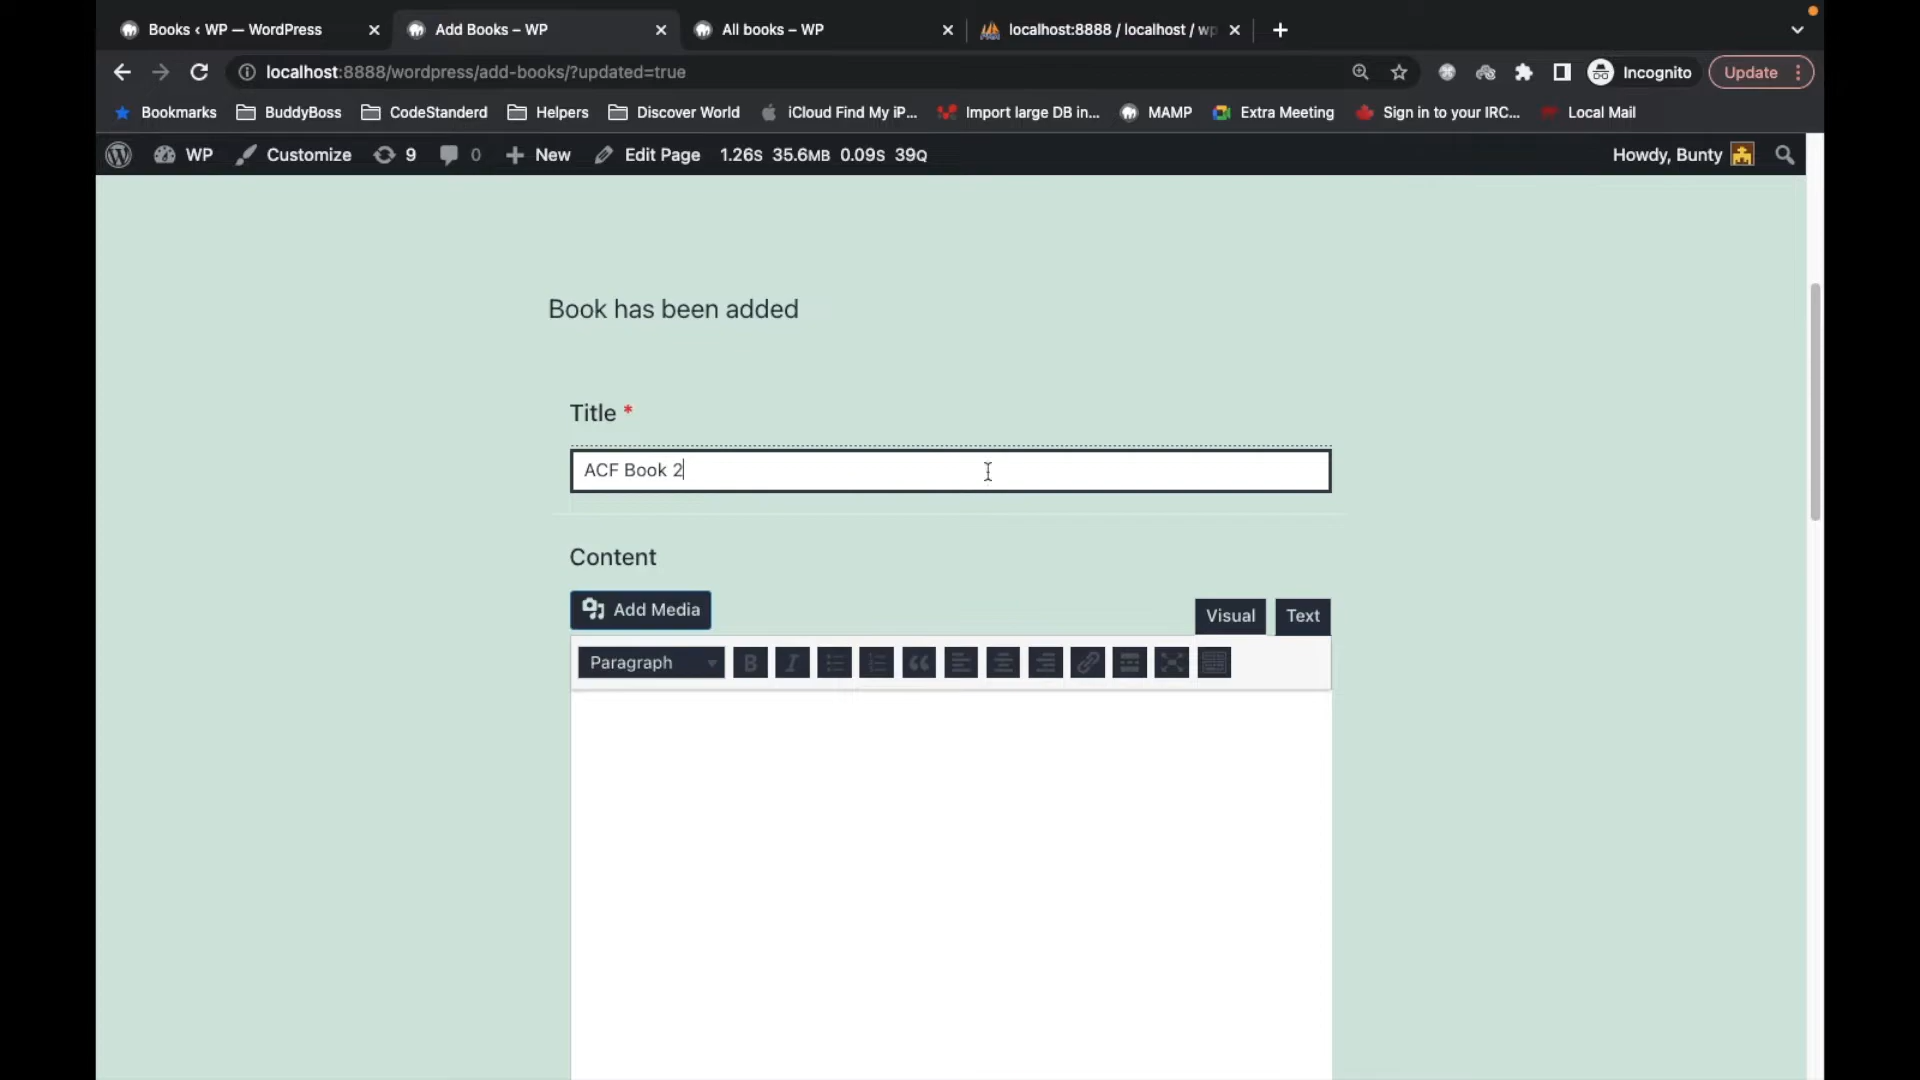 Books ‹ WP — WordPress
Add Books – WP
All books – WP
localhost:8888 / localhost / wp
localhost:8888/wordpress/add-books/?updated=true
Incognito
Update
Bookmarks
BuddyBoss
CodeStanderd
Helpers
Discover World
iCloud Find My iP...
Import large DB in...
MAMP
Extra Meeting
Sign in to your IRC...
Local Mail
WP
Customize
9
0
New
Edit Page
1.26S 35.6MB 0.09S 39Q
Howdy, Bunty
Book has been added
Title *
ACF Book 2
Content
Add Media
Visual
Text
Paragraph